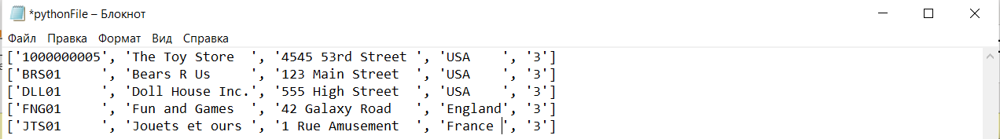 *pythonFile – Блокнот
Файл Правка Формат Вид Справка
['1000000005', 'The Toy Store  ', '4545 53rd Street ', 'USA    ', '3']
['BRS01     ', 'Bears R Us     ', '123 Main Street  ', 'USA    ', '3']
['DLL01     ', 'Doll House Inc.', '555 High Street  ', 'USA    ', '3']
['FNG01     ', 'Fun and Games  ', '42 Galaxy Road   ', 'England', '3']
['JTS01     ', 'Jouets et ours ', '1 Rue Amusement  ', 'France ', '3']